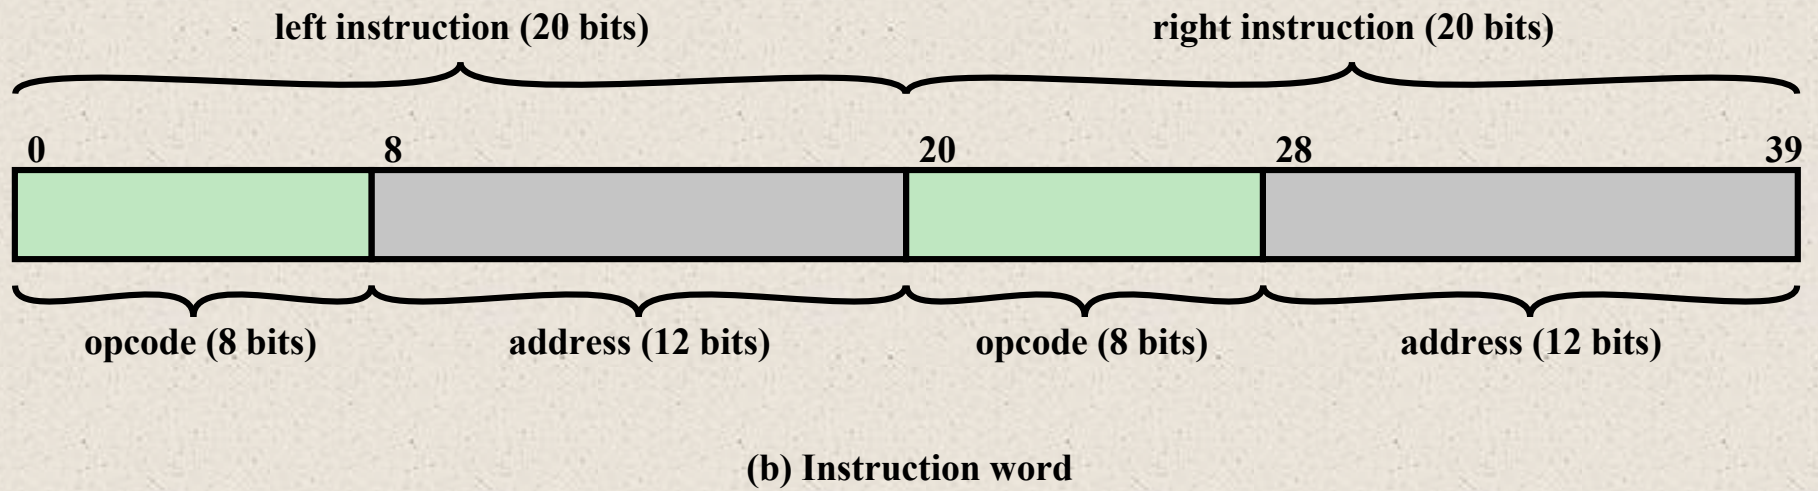 left instruction (20 bits) right instruction (20 bits)
0 8 20 28 39
opcode (8 bits) address (12 bits) opcode (8 bits) address (12 bits)
(b) Instruction word